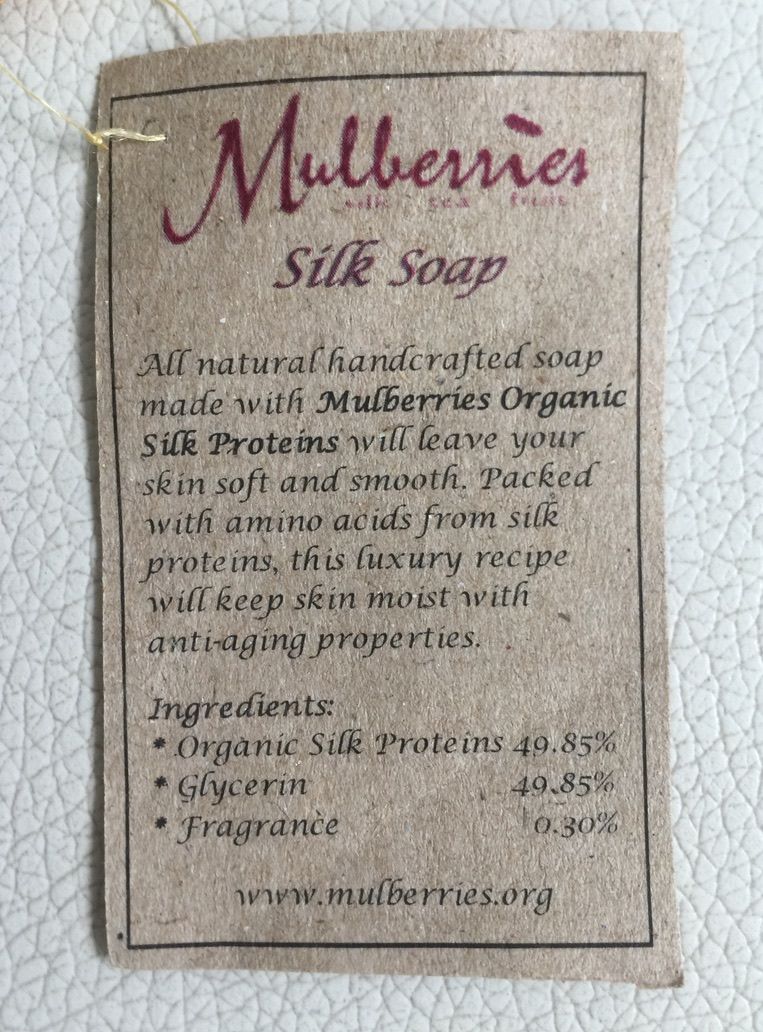 Mulberries
silk tea fruit
Silk Soap
All natural handcrafted soap
made with Mulberries Organic
Silk Proteins will leave your
skin soft and smooth. Packed
with amino acids from silk
proteins, this luxury recipe
will keep skin moist with
anti-aging properties.
Ingredients:
* Organic Silk Proteins 49.85%
* Glycerin 49.85%
* Fragrance 0.30%
www.mulberries.org